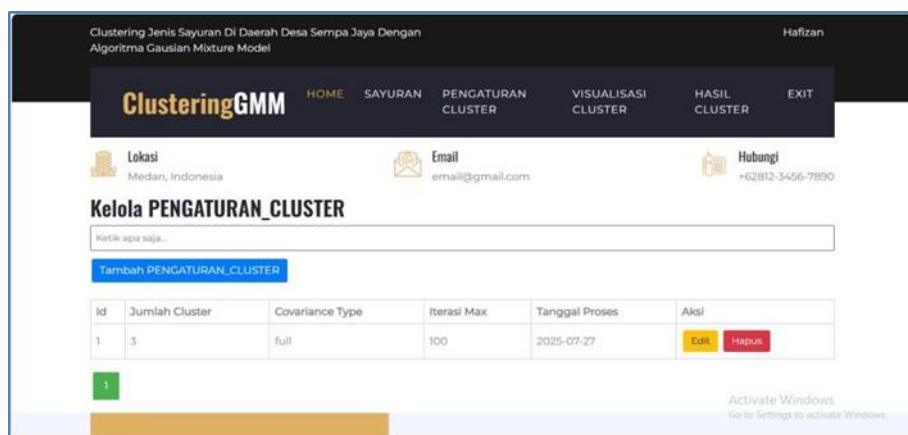 Clustering Jenis Sayuran Di Daerah Desa Sempa Jaya Dengan
Algoritma Gausian Mixture Model
Hafizan
ClusteringGMM
HOME
SAYURAN
PENGATURAN
CLUSTER
VISUALISASI
CLUSTER
HASIL
CLUSTER
EXIT
Lokasi
Medan, Indonesia
Email
email@gmail.com
Hubungi
+62812-3456-7890
Kelola PENGATURAN_CLUSTER
Ketik apa saja...
Tambah PENGATURAN_CLUSTER
Id Jumlah Cluster Covariance Type Iterasi Max Tanggal Proses Aksi
1 3 full 100 2025-07-27 Edit Hapus
1
Activate Windows
Go to Settings to activate Windows.